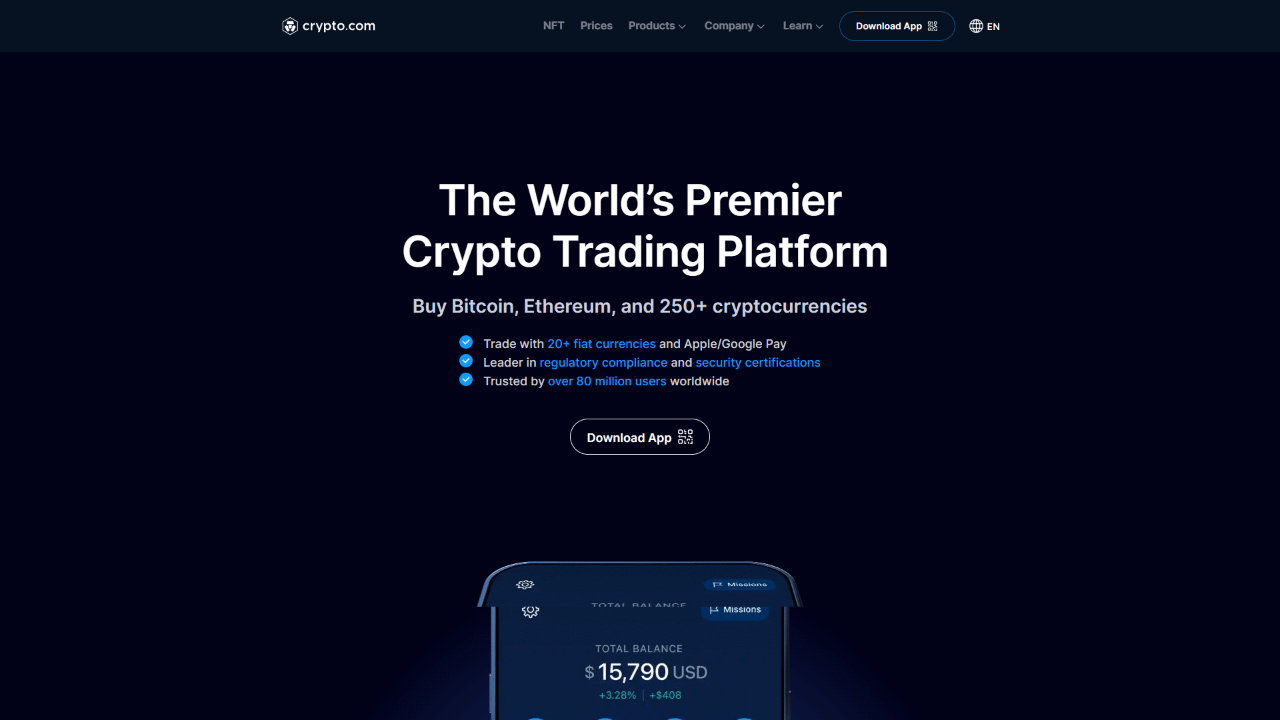 crypto.com
NFT Prices Products Company Learn Download App EN
The World’s Premier
Crypto Trading Platform
Buy Bitcoin, Ethereum, and 250+ cryptocurrencies
Trade with 20+ fiat currencies and Apple/Google Pay
Leader in regulatory compliance and security certifications
Trusted by over 80 million users worldwide
Download App
Missions
TOTAL BALANCE
Missions
TOTAL BALANCE
$ 15,790 USD
+3.28% +$408